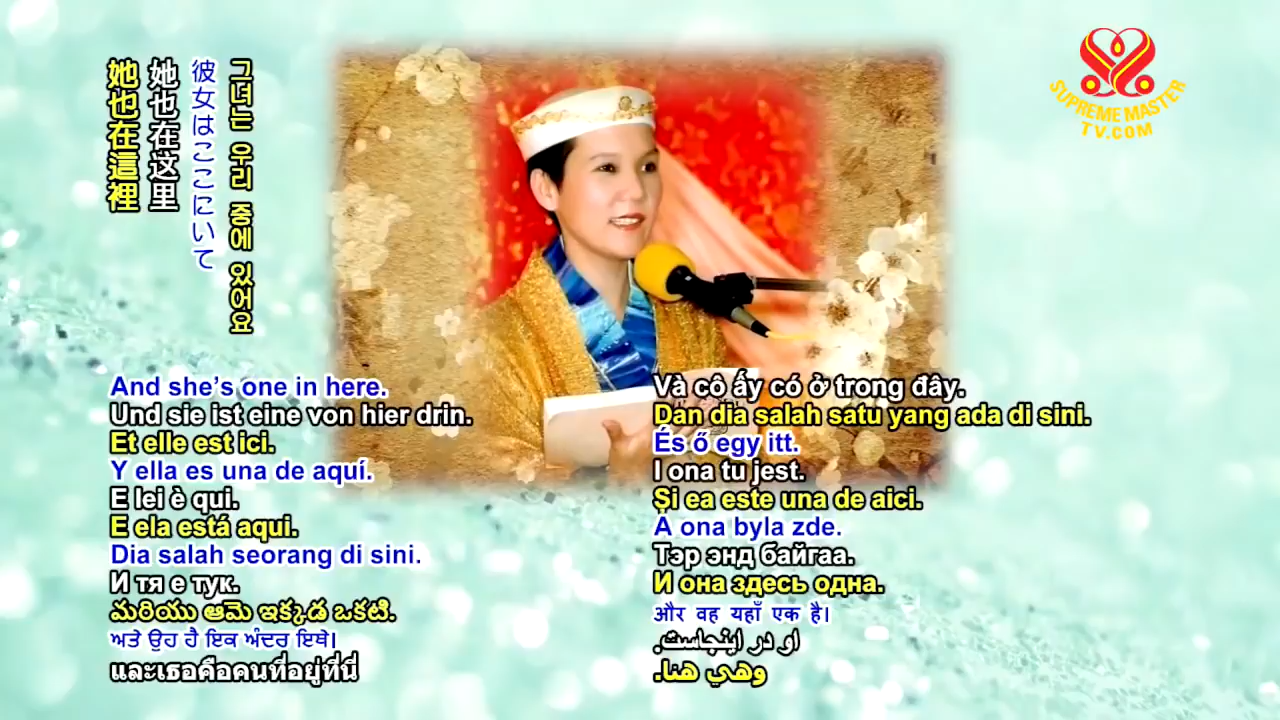 그녀는 우리 중에 있어요
彼女はここにいて
她也在这里
她也在這裡
SUPREME MASTER
TV.COM
And she's one in here.
Und sie ist eine von hier drin.
Et elle est ici.
Y ella es una de aquí.
E lei è qui.
E ela está aqui.
Dia salah seorang di sini.
И тя е тук.
మరియు ఆమె ఇక్కడ ఒకటి.
ਅਤੇ ਉਹ ਹੈ ਇਕ ਅੰਦਰ ਇਥੇ।
และเธอคือคนที่อยู่ที่นี่
Và cô ấy có ở trong đây.
Dan dia salah satu yang ada di sini.
És ő egy itt.
I ona tu jest.
Și ea este una de aici.
A ona byla zde.
Тэр энд байгаа.
И она здесь одна.
और वह यहाँ एक है।
او در اینجاست.
وهي هنا.